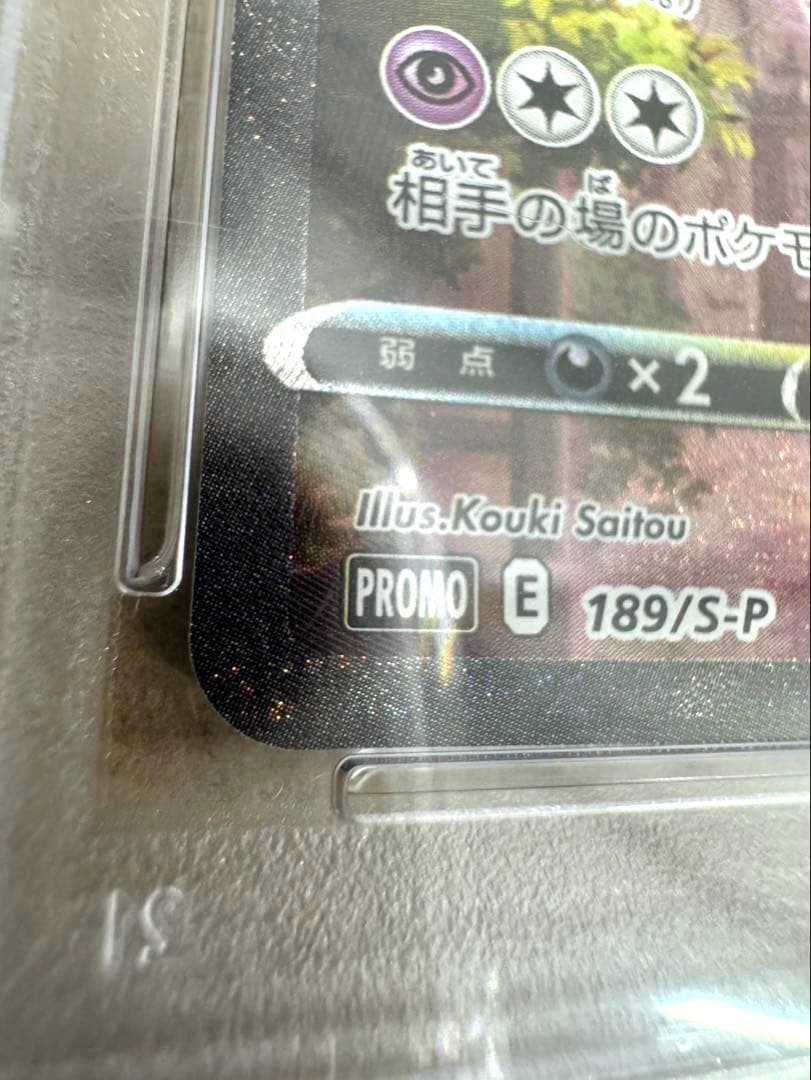 相手の場のポケモ
あいて
ば
弱点 ×2
Illus.Kouki Saitou
PROMO E 189/S-P